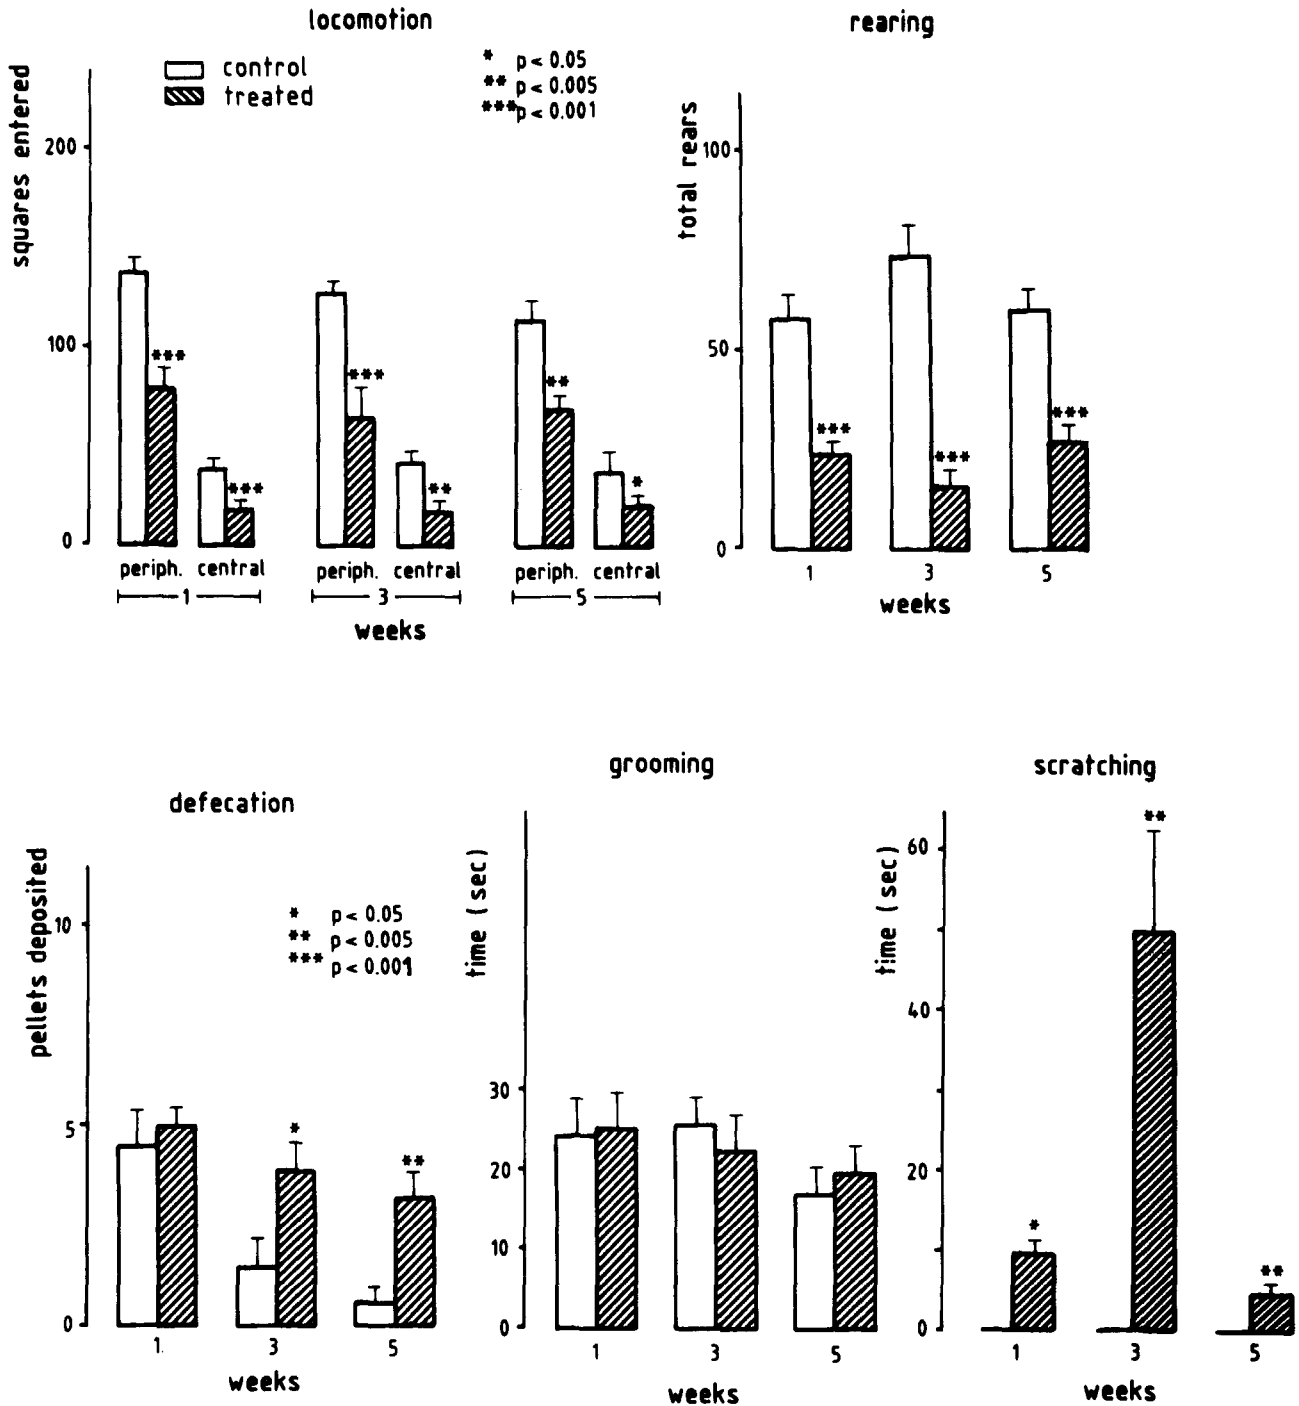 locomotion
squares entered
control
treated
* p < 0.05
** p < 0.005
*** p < 0.001
200
100
0
***
***
***
**
**
*
periph. central
periph. central
periph. central
1
3
5
weeks
rearing
total rears
100
50
0
***
***
***
1
3
5
weeks
defecation
pellets deposited
* p < 0.05
** p < 0.005
*** p < 0.001
10
5
0
*
**
1
3
5
weeks
grooming
time (sec)
30
20
10
0
1
3
5
weeks
scratching
time (sec)
60
40
20
0
*
**
**
1
3
5
weeks